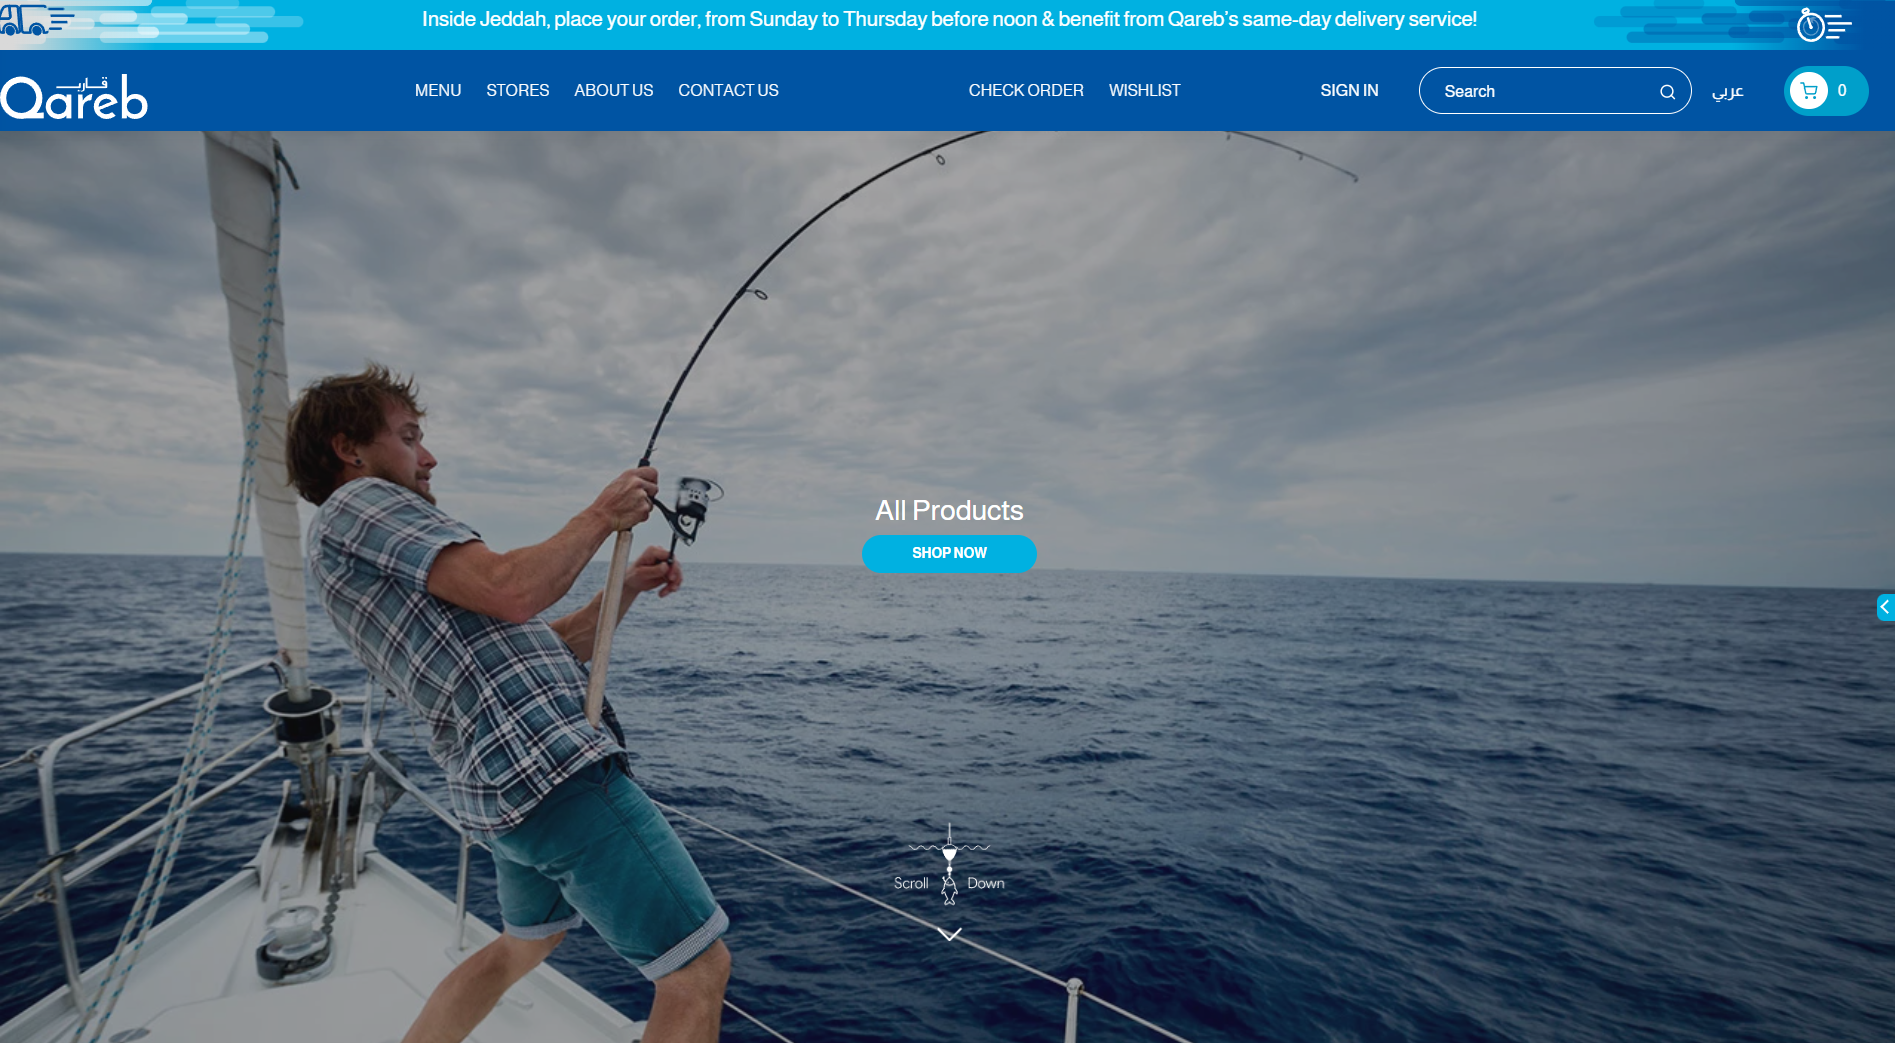 Inside Jeddah, place your order, from Sunday to Thursday before noon & benefit from Qareb’s same-day delivery service!
قارب
Qareb
MENU STORES ABOUT US CONTACT US CHECK ORDER WISHLIST SIGN IN Search عربي 0
All Products
SHOP NOW
Scroll Down